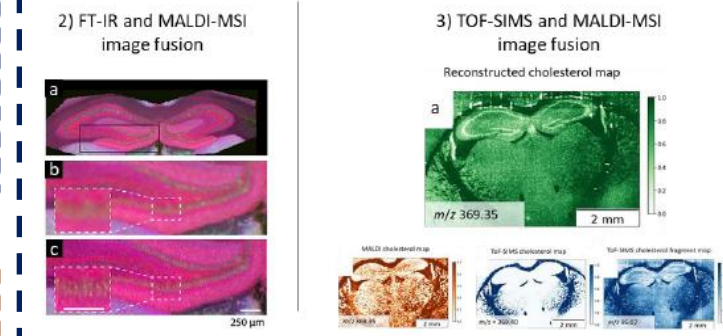 2) FT-IR and MALDI-MSI
image fusion
a
b
c
250 µm
3) TOF-SIMS and MALDI-MSI
image fusion
Reconstructed cholesterol map
a
1.0
0.8
0.6
0.4
0.2
0.0
m/z 369.35
2 mm
MALDI cholesterol map
m/z 369.35
2 mm
ToF-SIMS cholesterol map
2 mm
ToF-SIMS cholesterol fragment map
2 mm